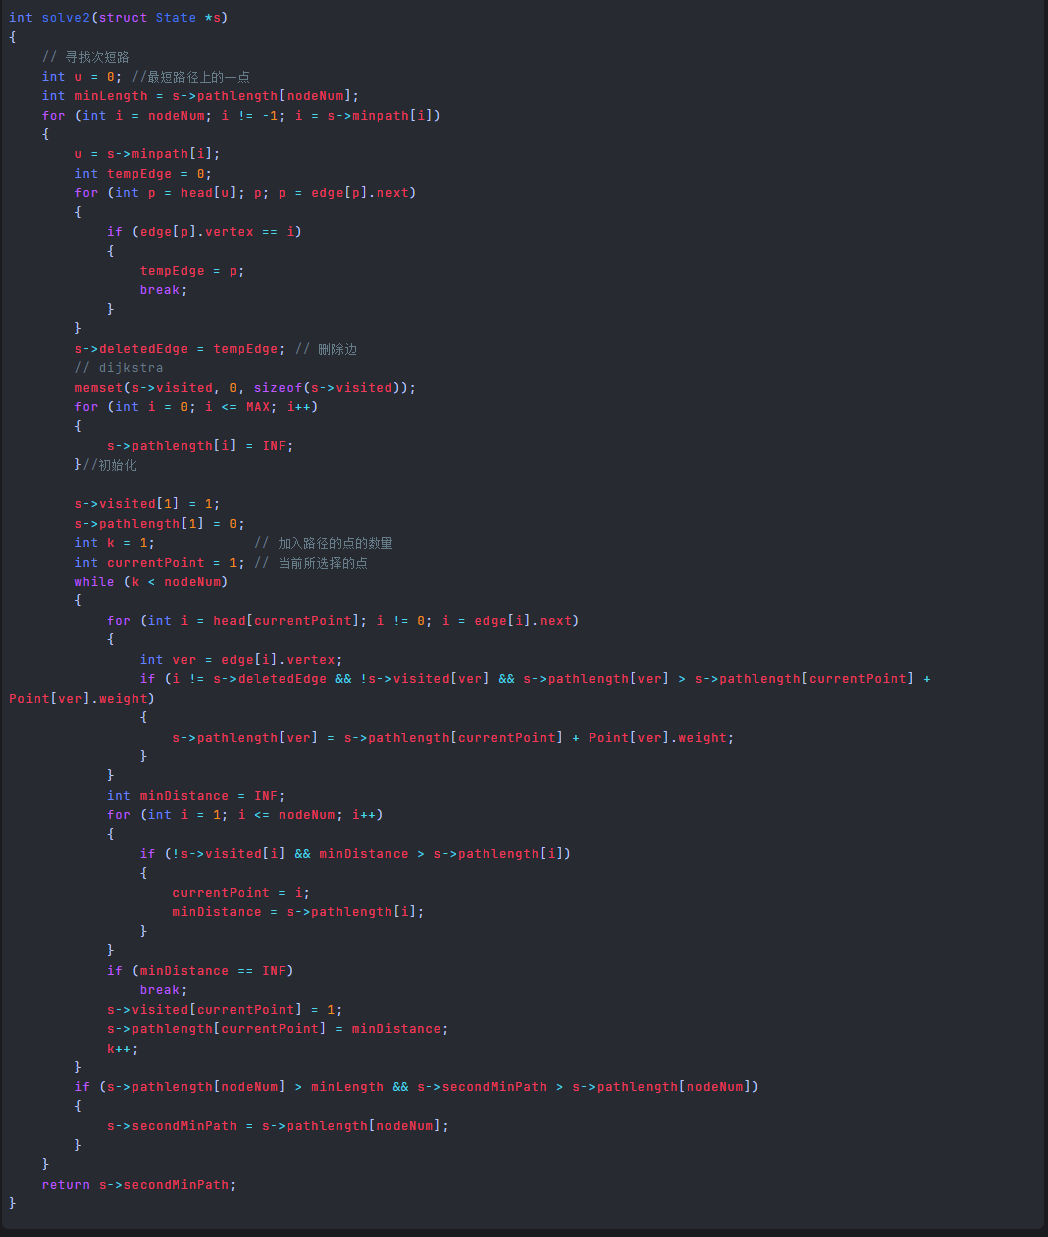 int solve2(struct State *s)
{
    // 寻找次短路
    int u = 0; //最短路径上的一点
    int minLength = s->pathlength[nodeNum];
    for (int i = nodeNum; i != -1; i = s->minpath[i])
    {
        u = s->minpath[i];
        int tempEdge = 0;
        for (int p = head[u]; p; p = edge[p].next)
        {
            if (edge[p].vertex == i)
            {
                tempEdge = p;
                break;
            }
        }
        s->deletedEdge = tempEdge; // 删除边
        // dijkstra
        memset(s->visited, 0, sizeof(s->visited));
        for (int i = 0; i <= MAX; i++)
        {
            s->pathlength[i] = INF;
        }//初始化

        s->visited[1] = 1;
        s->pathlength[1] = 0;
        int k = 1;            // 加入路径的点的数量
        int currentPoint = 1; // 当前所选择的点
        while (k < nodeNum)
        {
            for (int i = head[currentPoint]; i != 0; i = edge[i].next)
            {
                int ver = edge[i].vertex;
                if (i != s->deletedEdge && !s->visited[ver] && s->pathlength[ver] > s->pathlength[currentPoint] +
Point[ver].weight)
                {
                    s->pathlength[ver] = s->pathlength[currentPoint] + Point[ver].weight;
                }
            }
            int minDistance = INF;
            for (int i = 1; i <= nodeNum; i++)
            {
                if (!s->visited[i] && minDistance > s->pathlength[i])
                {
                    currentPoint = i;
                    minDistance = s->pathlength[i];
                }
            }
            if (minDistance == INF)
                break;
            s->visited[currentPoint] = 1;
            s->pathlength[currentPoint] = minDistance;
            k++;
        }
        if (s->pathlength[nodeNum] > minLength && s->secondMinPath > s->pathlength[nodeNum])
        {
            s->secondMinPath = s->pathlength[nodeNum];
        }
    }
    return s->secondMinPath;
}